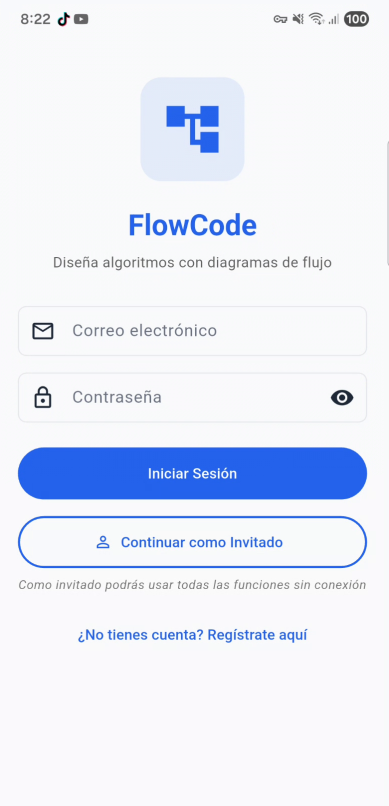 8:22
100
FlowCode
Diseña algoritmos con diagramas de flujo
Correo electrónico
Contraseña
Iniciar Sesión
Continuar como Invitado
Como invitado podrás usar todas las funciones sin conexión
¿No tienes cuenta? Regístrate aquí